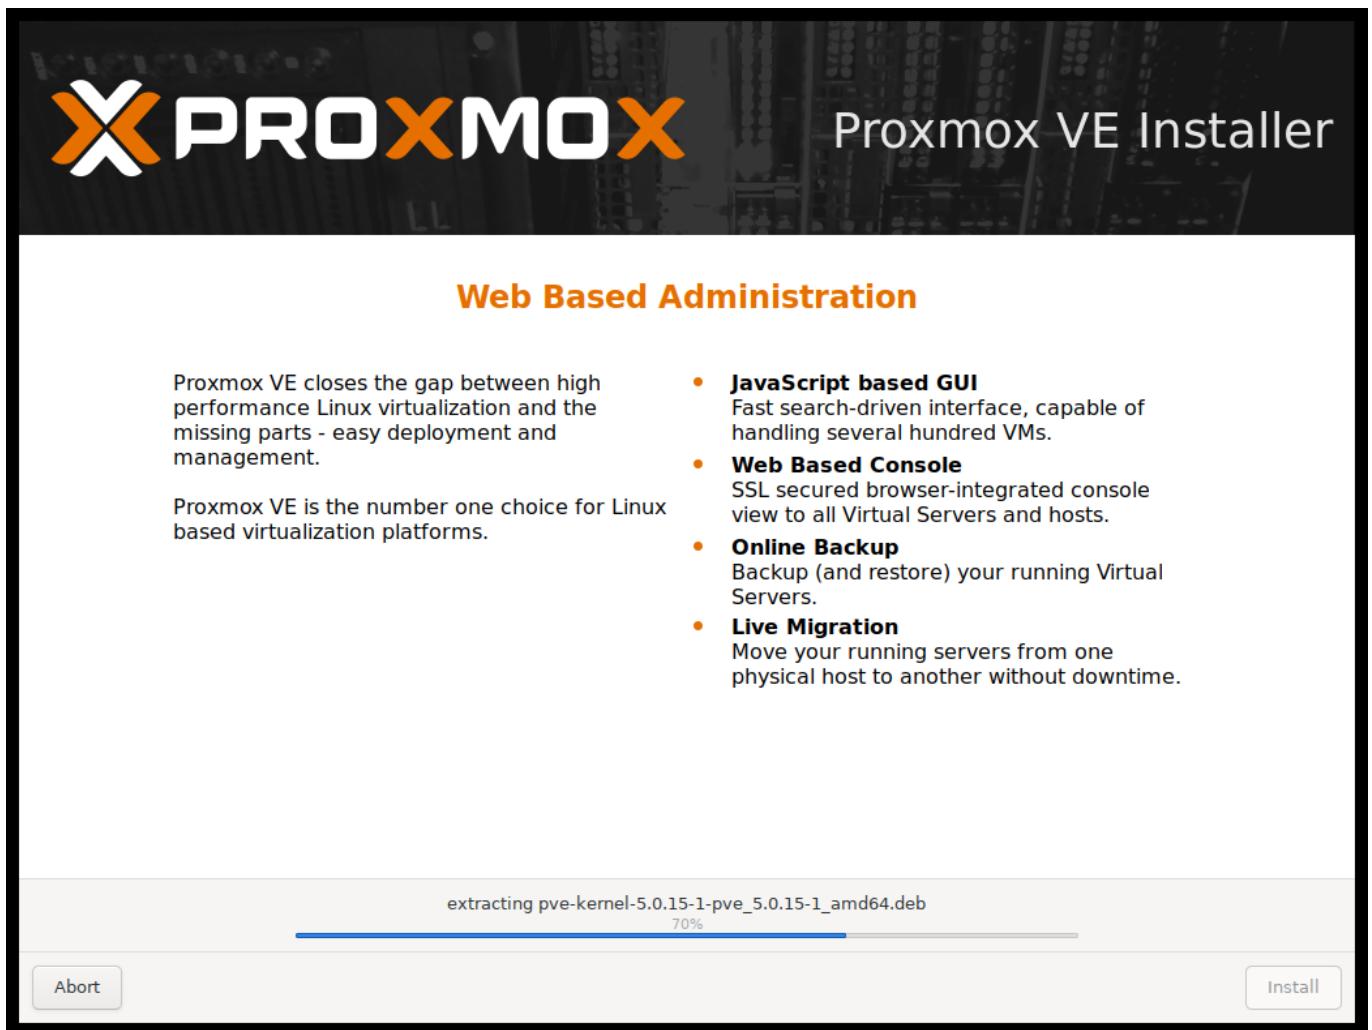 PROXMOX
Proxmox VE Installer
Web Based Administration
Proxmox VE closes the gap between high
performance Linux virtualization and the
missing parts - easy deployment and
management.
Proxmox VE is the number one choice for Linux
based virtualization platforms.
JavaScript based GUI
Fast search-driven interface, capable of
handling several hundred VMs.
Web Based Console
SSL secured browser-integrated console
view to all Virtual Servers and hosts.
Online Backup
Backup (and restore) your running Virtual
Servers.
Live Migration
Move your running servers from one
physical host to another without downtime.
extracting pve-kernel-5.0.15-1-pve_5.0.15-1_amd64.deb
70%
Abort
Install